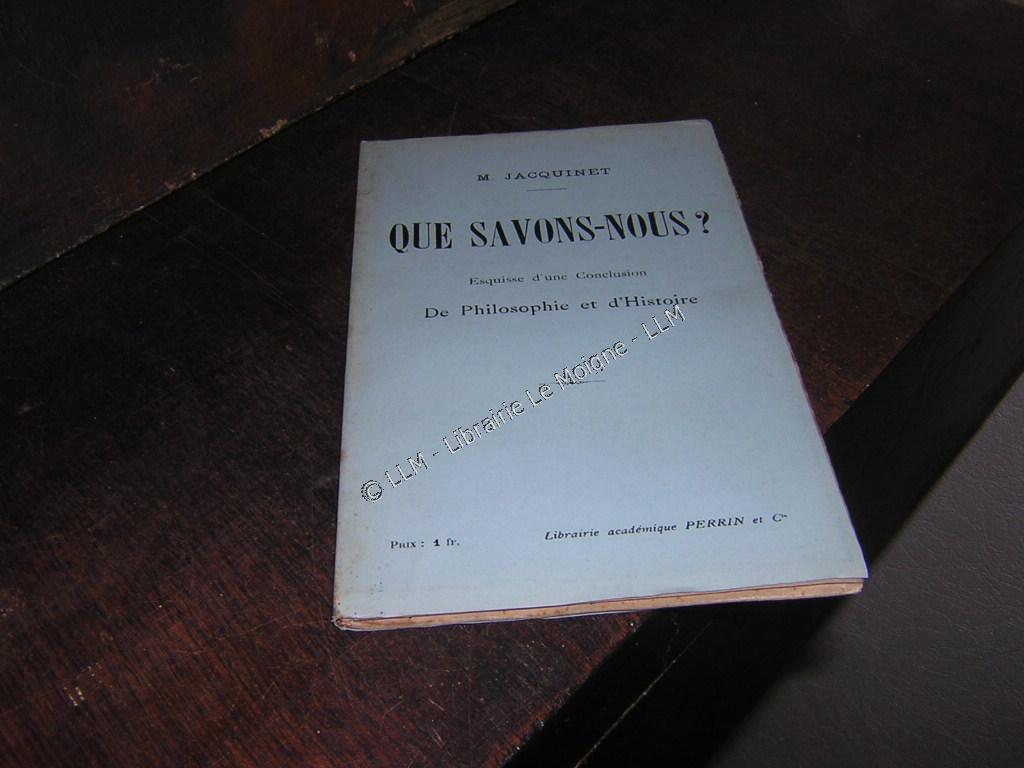 M. JACQUINET
QUE SAVONS-NOUS ?
Esquisse d'une Conclusion
De Philosophie et d'Histoire
© LLM - Librairie Le Moigne - LLM
PRIX : 1 fr.
Librairie académique PERRIN et Cie